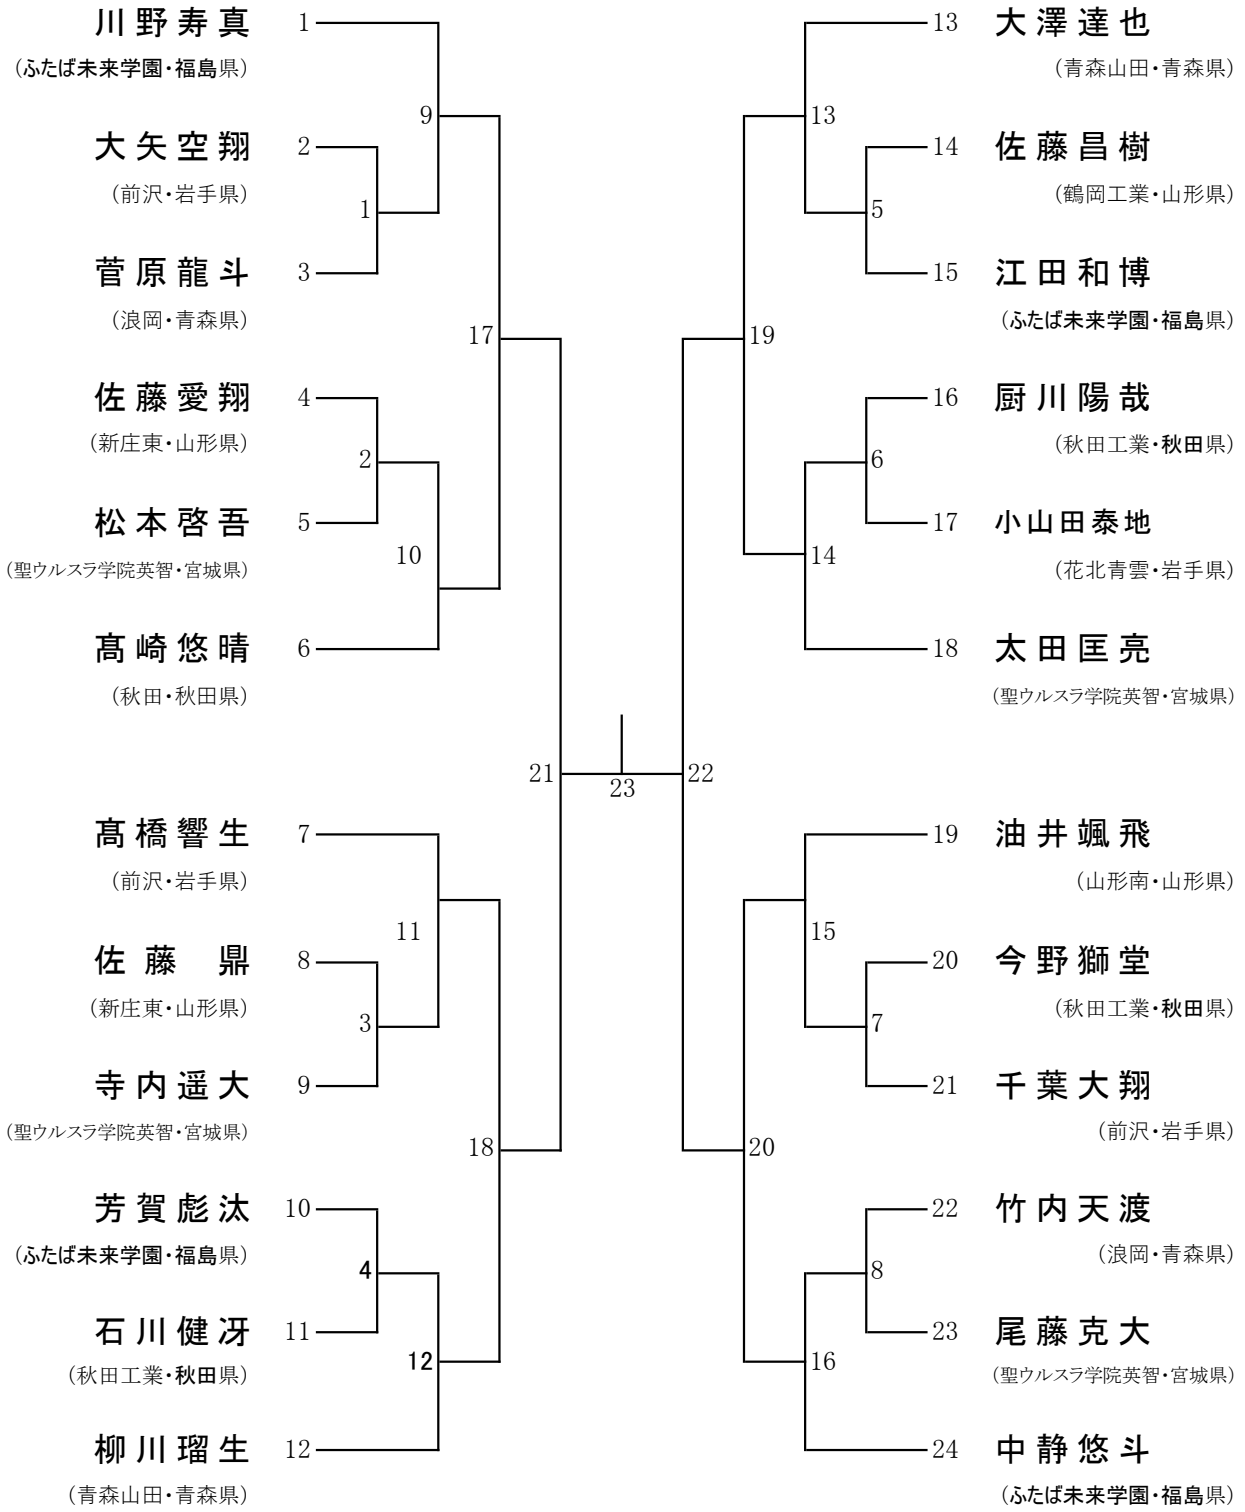 川野寿真 1
(ふたば未来学園・福島県)
9
大矢空翔 2
(前沢・岩手県)
1
菅原龍斗 3
(浪岡・青森県)
17
佐藤愛翔 4
(新庄東・山形県)
2
松本啓吾 5
10
(聖ウルスラ学院英智・宮城県)
髙崎悠晴 6
(秋田・秋田県)
21
髙橋響生 7
(前沢・岩手県)
11
佐藤 鼎 8
(新庄東・山形県)
3
寺内遥大 9
(聖ウルスラ学院英智・宮城県)
18
芳賀彪汰 10
(ふたば未来学園・福島県)
4
石川健冴 11
12
(秋田工業・秋田県)
柳川瑠生 12
(青森山田・青森県)
23
13 大澤達也
(青森山田・青森県)
13
14 佐藤昌樹
(鶴岡工業・山形県)
5
15 江田和博
(ふたば未来学園・福島県)
19
16 厨川陽哉
(秋田工業・秋田県)
6
17 小山田泰地
14
(花北青雲・岩手県)
18 太田匡亮
(聖ウルスラ学院英智・宮城県)
22
19 油井颯飛
(山形南・山形県)
15
20 今野獅堂
(秋田工業・秋田県)
7
21 千葉大翔
(前沢・岩手県)
20
22 竹内天渡
(浪岡・青森県)
8
23 尾藤克大
16
(聖ウルスラ学院英智・宮城県)
24 中静悠斗
(ふたば未来学園・福島県)